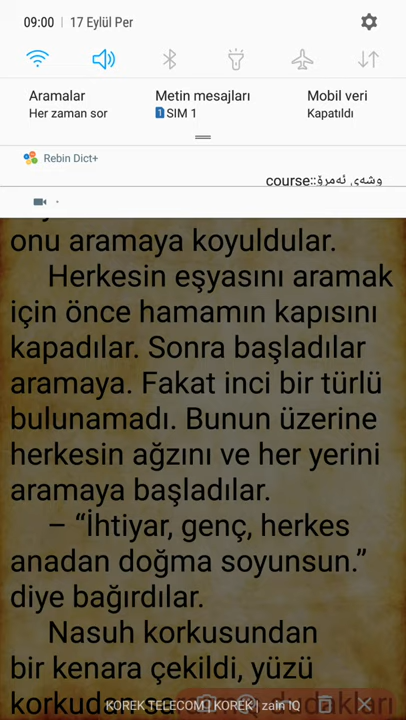 09:00 | 17 Eylül Per
Aramalar
Her zaman sor
Metin mesajları
1 SIM 1
Mobil veri
Kapatıldı
Rebin Dict+
وشەی ئەمرۆ::course
onu aramaya koyuldular.
Herkesin eşyasını aramak
için önce hamamın kapısını
kapadılar. Sonra başladılar
aramaya. Fakat inci bir türlü
bulunamadı. Bunun üzerine
herkesin ağzını ve her yerini
aramaya başladılar.
– “İhtiyar, genç, herkes
anadan doğma soyunsun.”
diye bağırdılar.
Nasuh korkusundan
bir kenara çekildi, yüzü
korkudan
KOREK TELECOM | KOREK | zain IQ